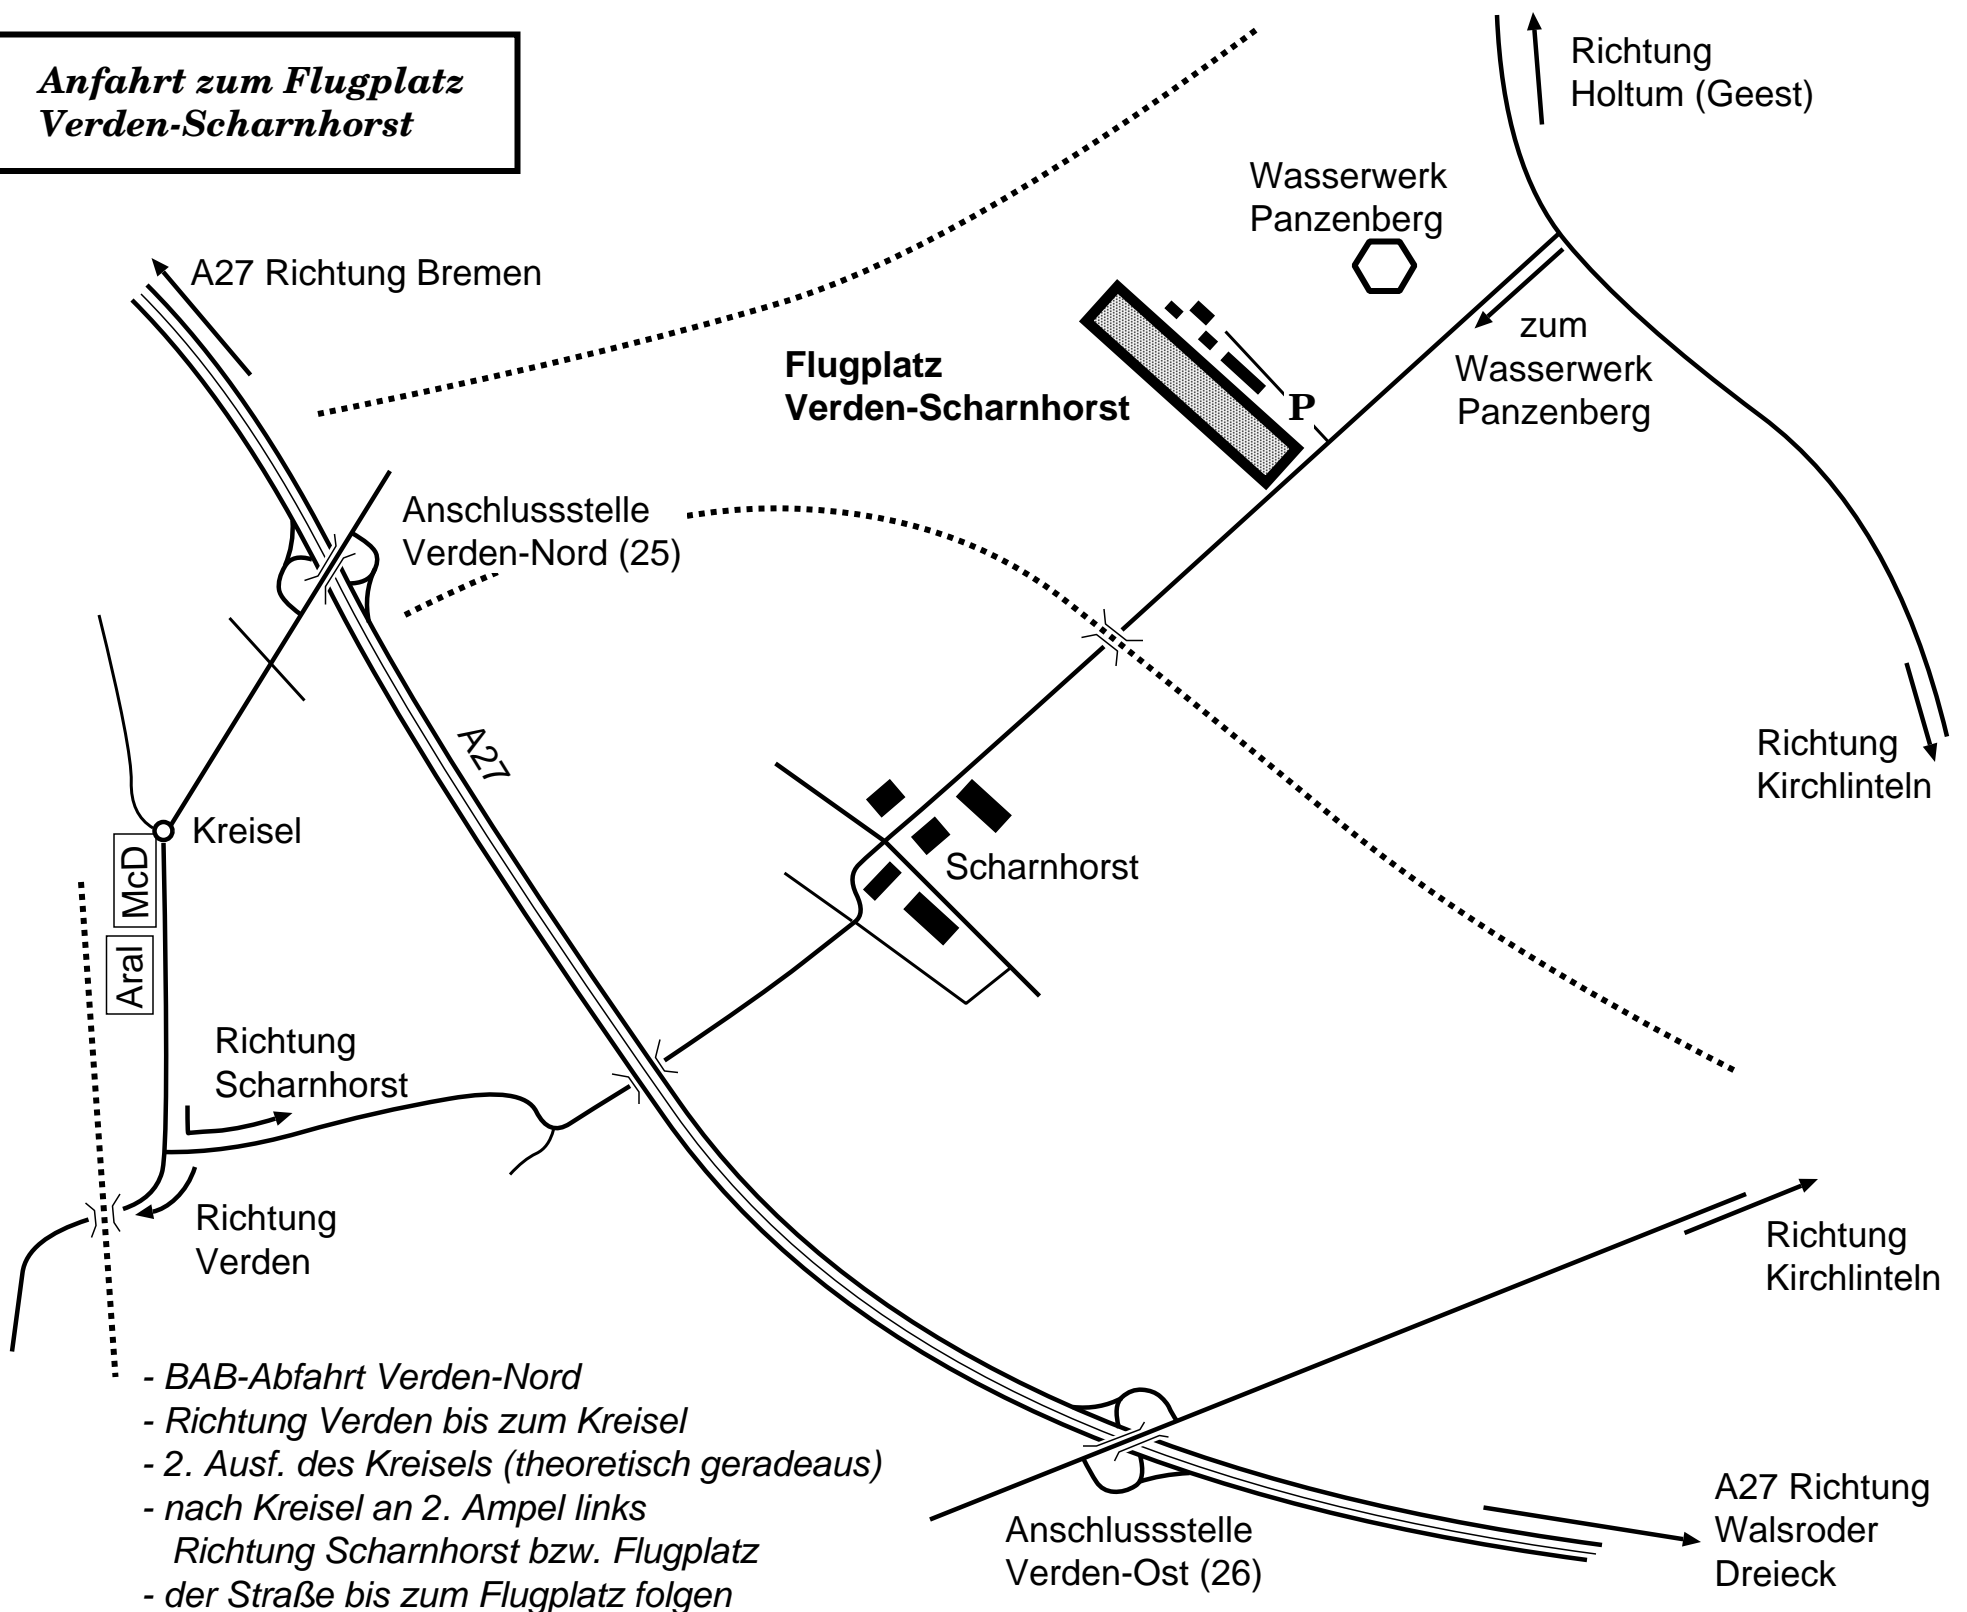 Anfahrt zum Flugplatz
Verden-Scharnhorst
Richtung
Holtum (Geest)
Wasserwerk
Panzenberg
A27 Richtung Bremen
zum
Wasserwerk
Panzenberg
Flugplatz
Verden-Scharnhorst
P
Anschlussstelle
Verden-Nord (25)
A27
Richtung
Kirchlinteln
Kreisel
McD
Aral
Scharnhorst
Richtung
Scharnhorst
Richtung
Verden
Richtung
Kirchlinteln
- BAB-Abfahrt Verden-Nord
- Richtung Verden bis zum Kreisel
- 2. Ausf. des Kreisels (theoretisch geradeaus)
- nach Kreisel an 2. Ampel links
Richtung Scharnhorst bzw. Flugplatz
- der Straße bis zum Flugplatz folgen
Anschlussstelle
Verden-Ost (26)
A27 Richtung
Walsroder
Dreieck